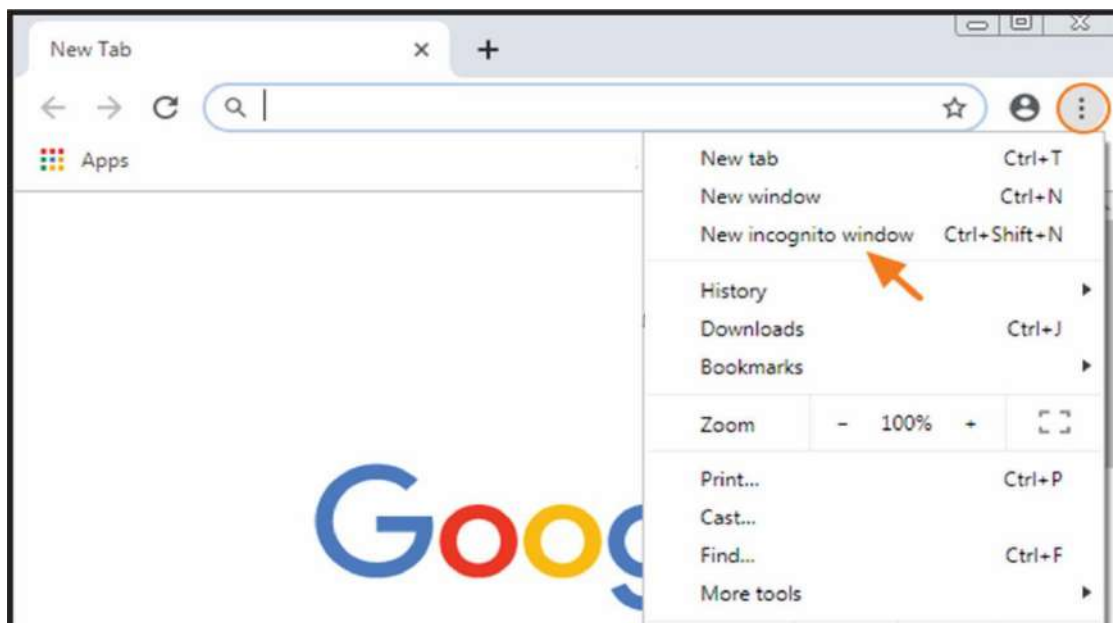 New Tab
Apps
New tab Ctrl+T
New window Ctrl+N
New incognito window Ctrl+Shift+N
History
Downloads Ctrl+J
Bookmarks
Zoom - 100% +
Print... Ctrl+P
Cast...
Find... Ctrl+F
More tools
Goog